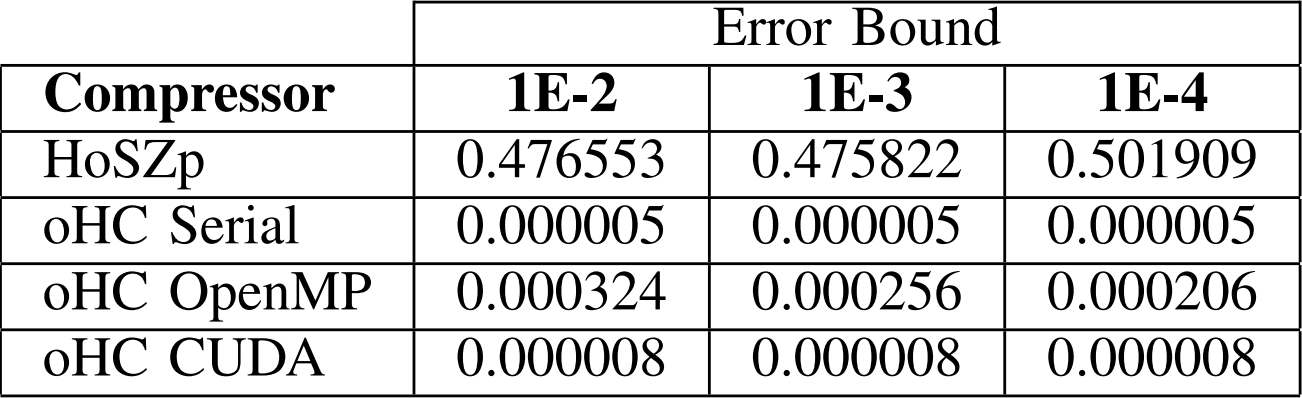 Error Bound
Compressor 1E-2 1E-3 1E-4
HoSZp 0.476553 0.475822 0.501909
oHC Serial 0.000005 0.000005 0.000005
oHC OpenMP 0.000324 0.000256 0.000206
oHC CUDA 0.000008 0.000008 0.000008